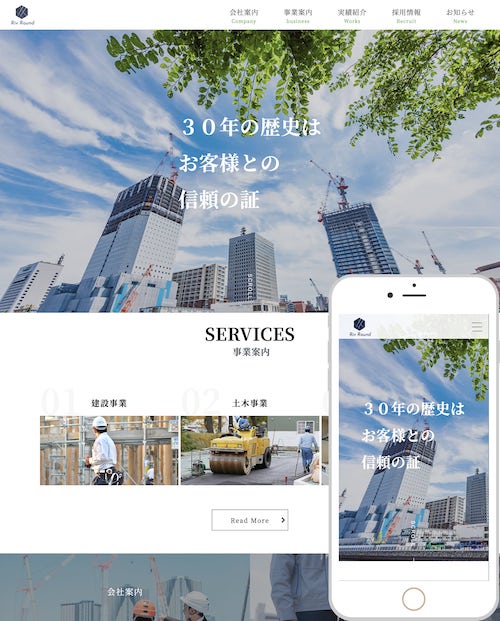 会社案内 事業案内 実績紹介 採用情報 お知らせ
Company business Works Recruit News
Riv Round
３０年の歴史は
お客様との
信頼の証
SCROLL
SERVICES
事業案内
01 建設事業
02 土木事業
0
Read More
会社案内
Riv Round
３０年の歴史は
お客様との
信頼の証